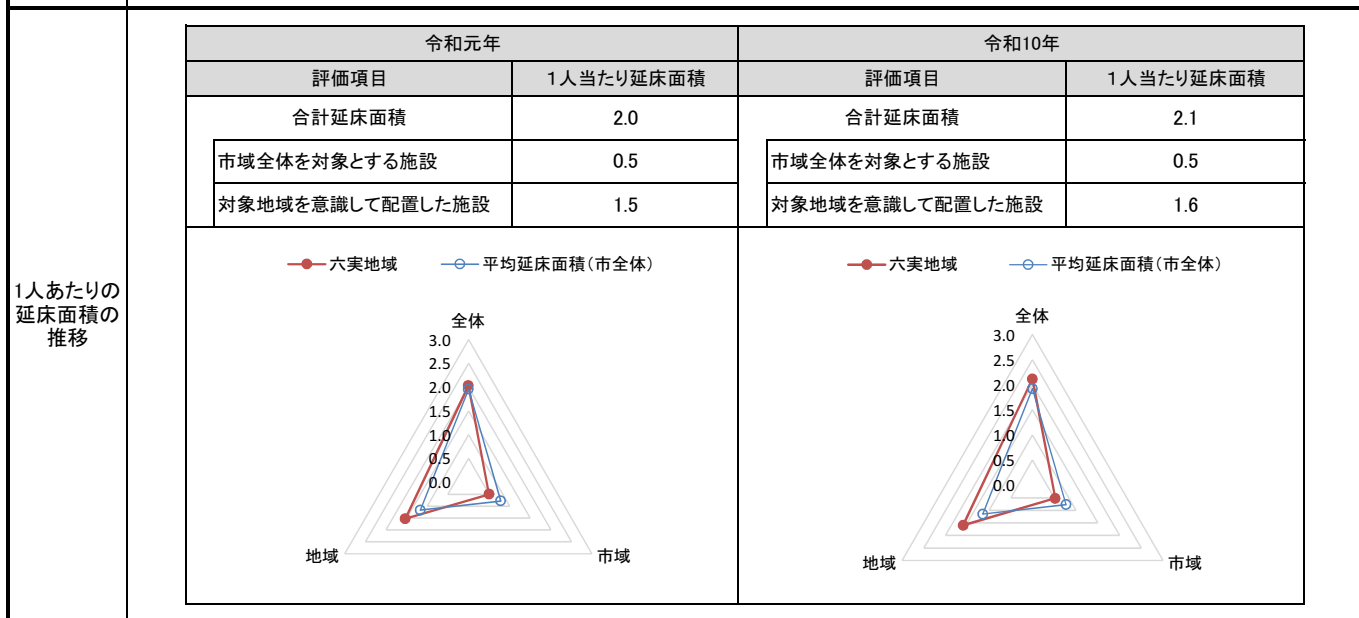 令和元年 令和10年
評価項目 1人当たり延床面積 評価項目 1人当たり延床面積
合計延床面積 2.0 合計延床面積 2.1
市域全体を対象とする施設 0.5 市域全体を対象とする施設 0.5
対象地域を意識して配置した施設 1.5 対象地域を意識して配置した施設 1.6
1人あたりの
延床面積の
推移
六実地域 平均延床面積(市全体)
全体
3.0
2.5
2.0
1.5
1.0
0.5
0.0
地域 市域
六実地域 平均延床面積(市全体)
全体
3.0
2.5
2.0
1.5
1.0
0.5
0.0
地域 市域